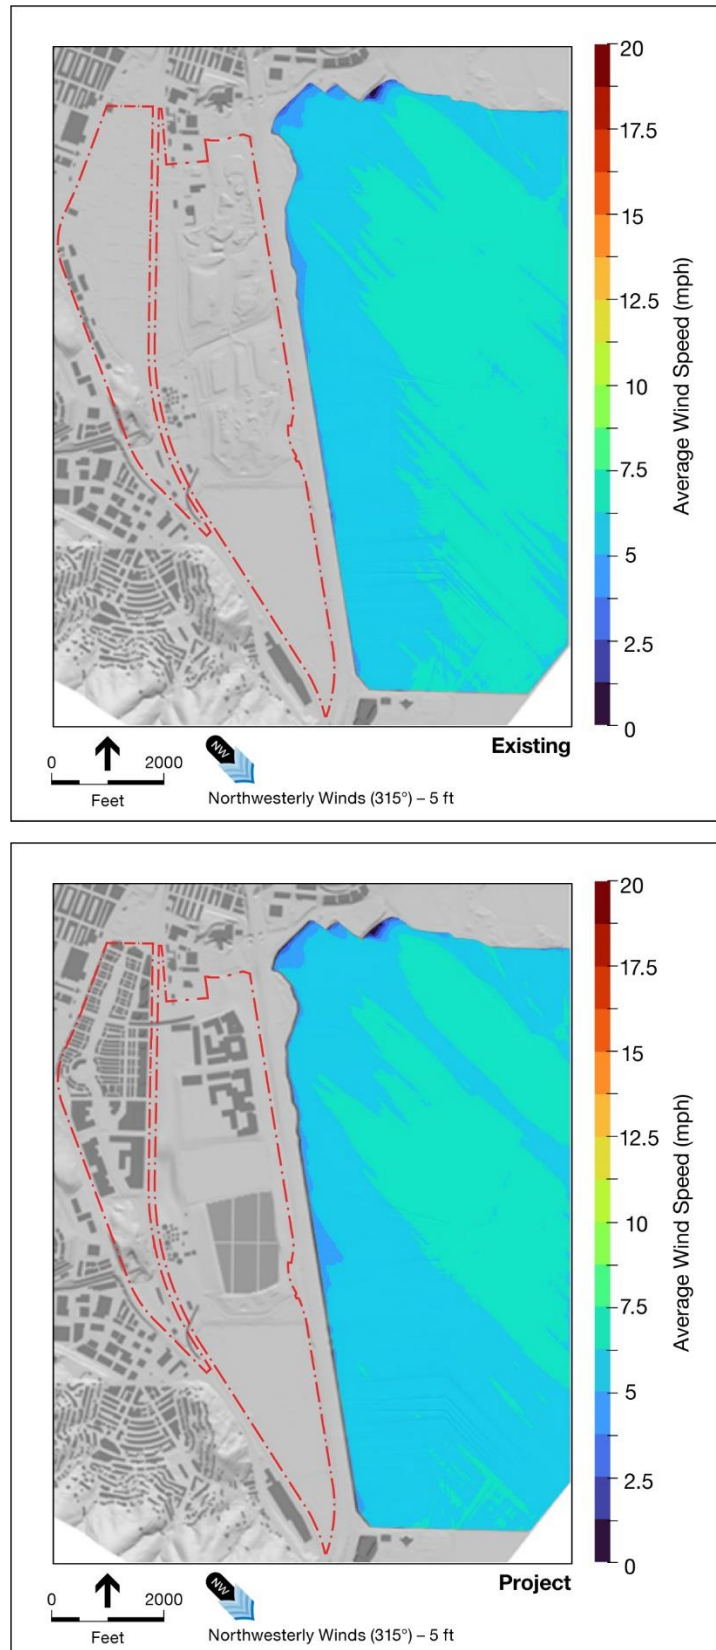 20
17.5
15
12.5
10
7.5
5
2.5
0
Average Wind Speed (mph)
Existing
0 2000
Feet
NW
Northwesterly Winds (315°) – 5 ft
20
17.5
15
12.5
10
7.5
5
2.5
0
Average Wind Speed (mph)
Project
0 2000
Feet
NW
Northwesterly Winds (315°) – 5 ft